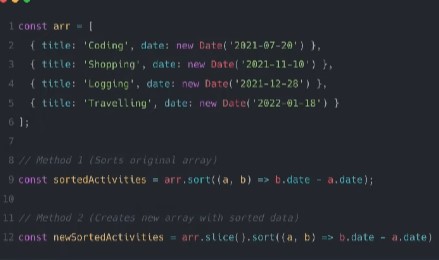 1 const arr = [
2 { title: 'Coding', date: new Date('2021-07-20') },
3 { title: 'Shopping', date: new Date('2021-11-10') },
4 { title: 'Logging', date: new Date('2021-12-28') },
5 { title: 'Travelling', date: new Date('2022-01-18') }
6 ];
7
8 // Method 1 (Sorts original array)
9 const sortedActivities = arr.sort((a, b) => b.date - a.date);
10
11 // Method 2 (Creates new array with sorted data)
12 const newSortedActivities = arr.slice().sort((a, b) => b.date - a.date)